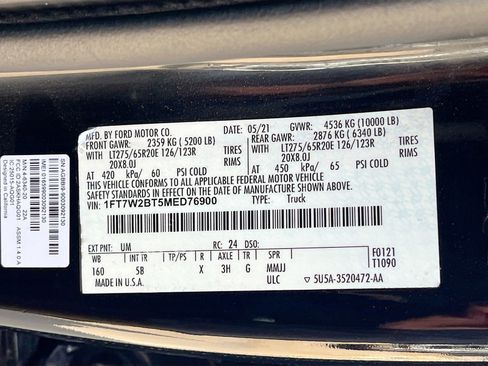 MFD. BY FORD MOTOR CO.
05/21 GVWR: 4536 KG (10000 LB)
FRONT GAWR: 2359 KG ( 5200 LB)
REAR GAWR: 2876 KG ( 6340 LB)
LT275/65R20E 126/123R TIRES
LT275/65R20E 126/123R TIRES
20X8.0J RIMS
20X8.0J RIMS
AT 420 kPa/ 60 PSI COLD
AT 450 kPa/ 65 PSI COLD
THIS VEHICLE CONFORMS TO ALL APPLICABLE FEDERAL MOTOR VEHICLE
SAFETY STANDARDS IN EFFECT ON THE DATE OF MANUFACTURE SHOWN ABOVE.
VIN: 1FT7W2BT5MED76900
TYPE: Truck
EXT PNT: UM RC: 24 DSO: F0121
WB INT TR TP/PS R AXLE TR SPR T1090
160 5B X 3H G MMJJ
MADE IN U.S.A. ULC 5U5A-3520472-AA